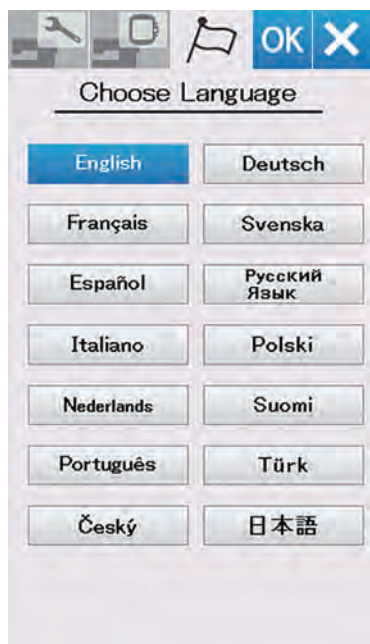 OK
Choose Language
English
Deutsch
Français
Svenska
Español
Русский
Язык
Italiano
Polski
Nederlands
Suomi
Português
Türk
Český
日本語